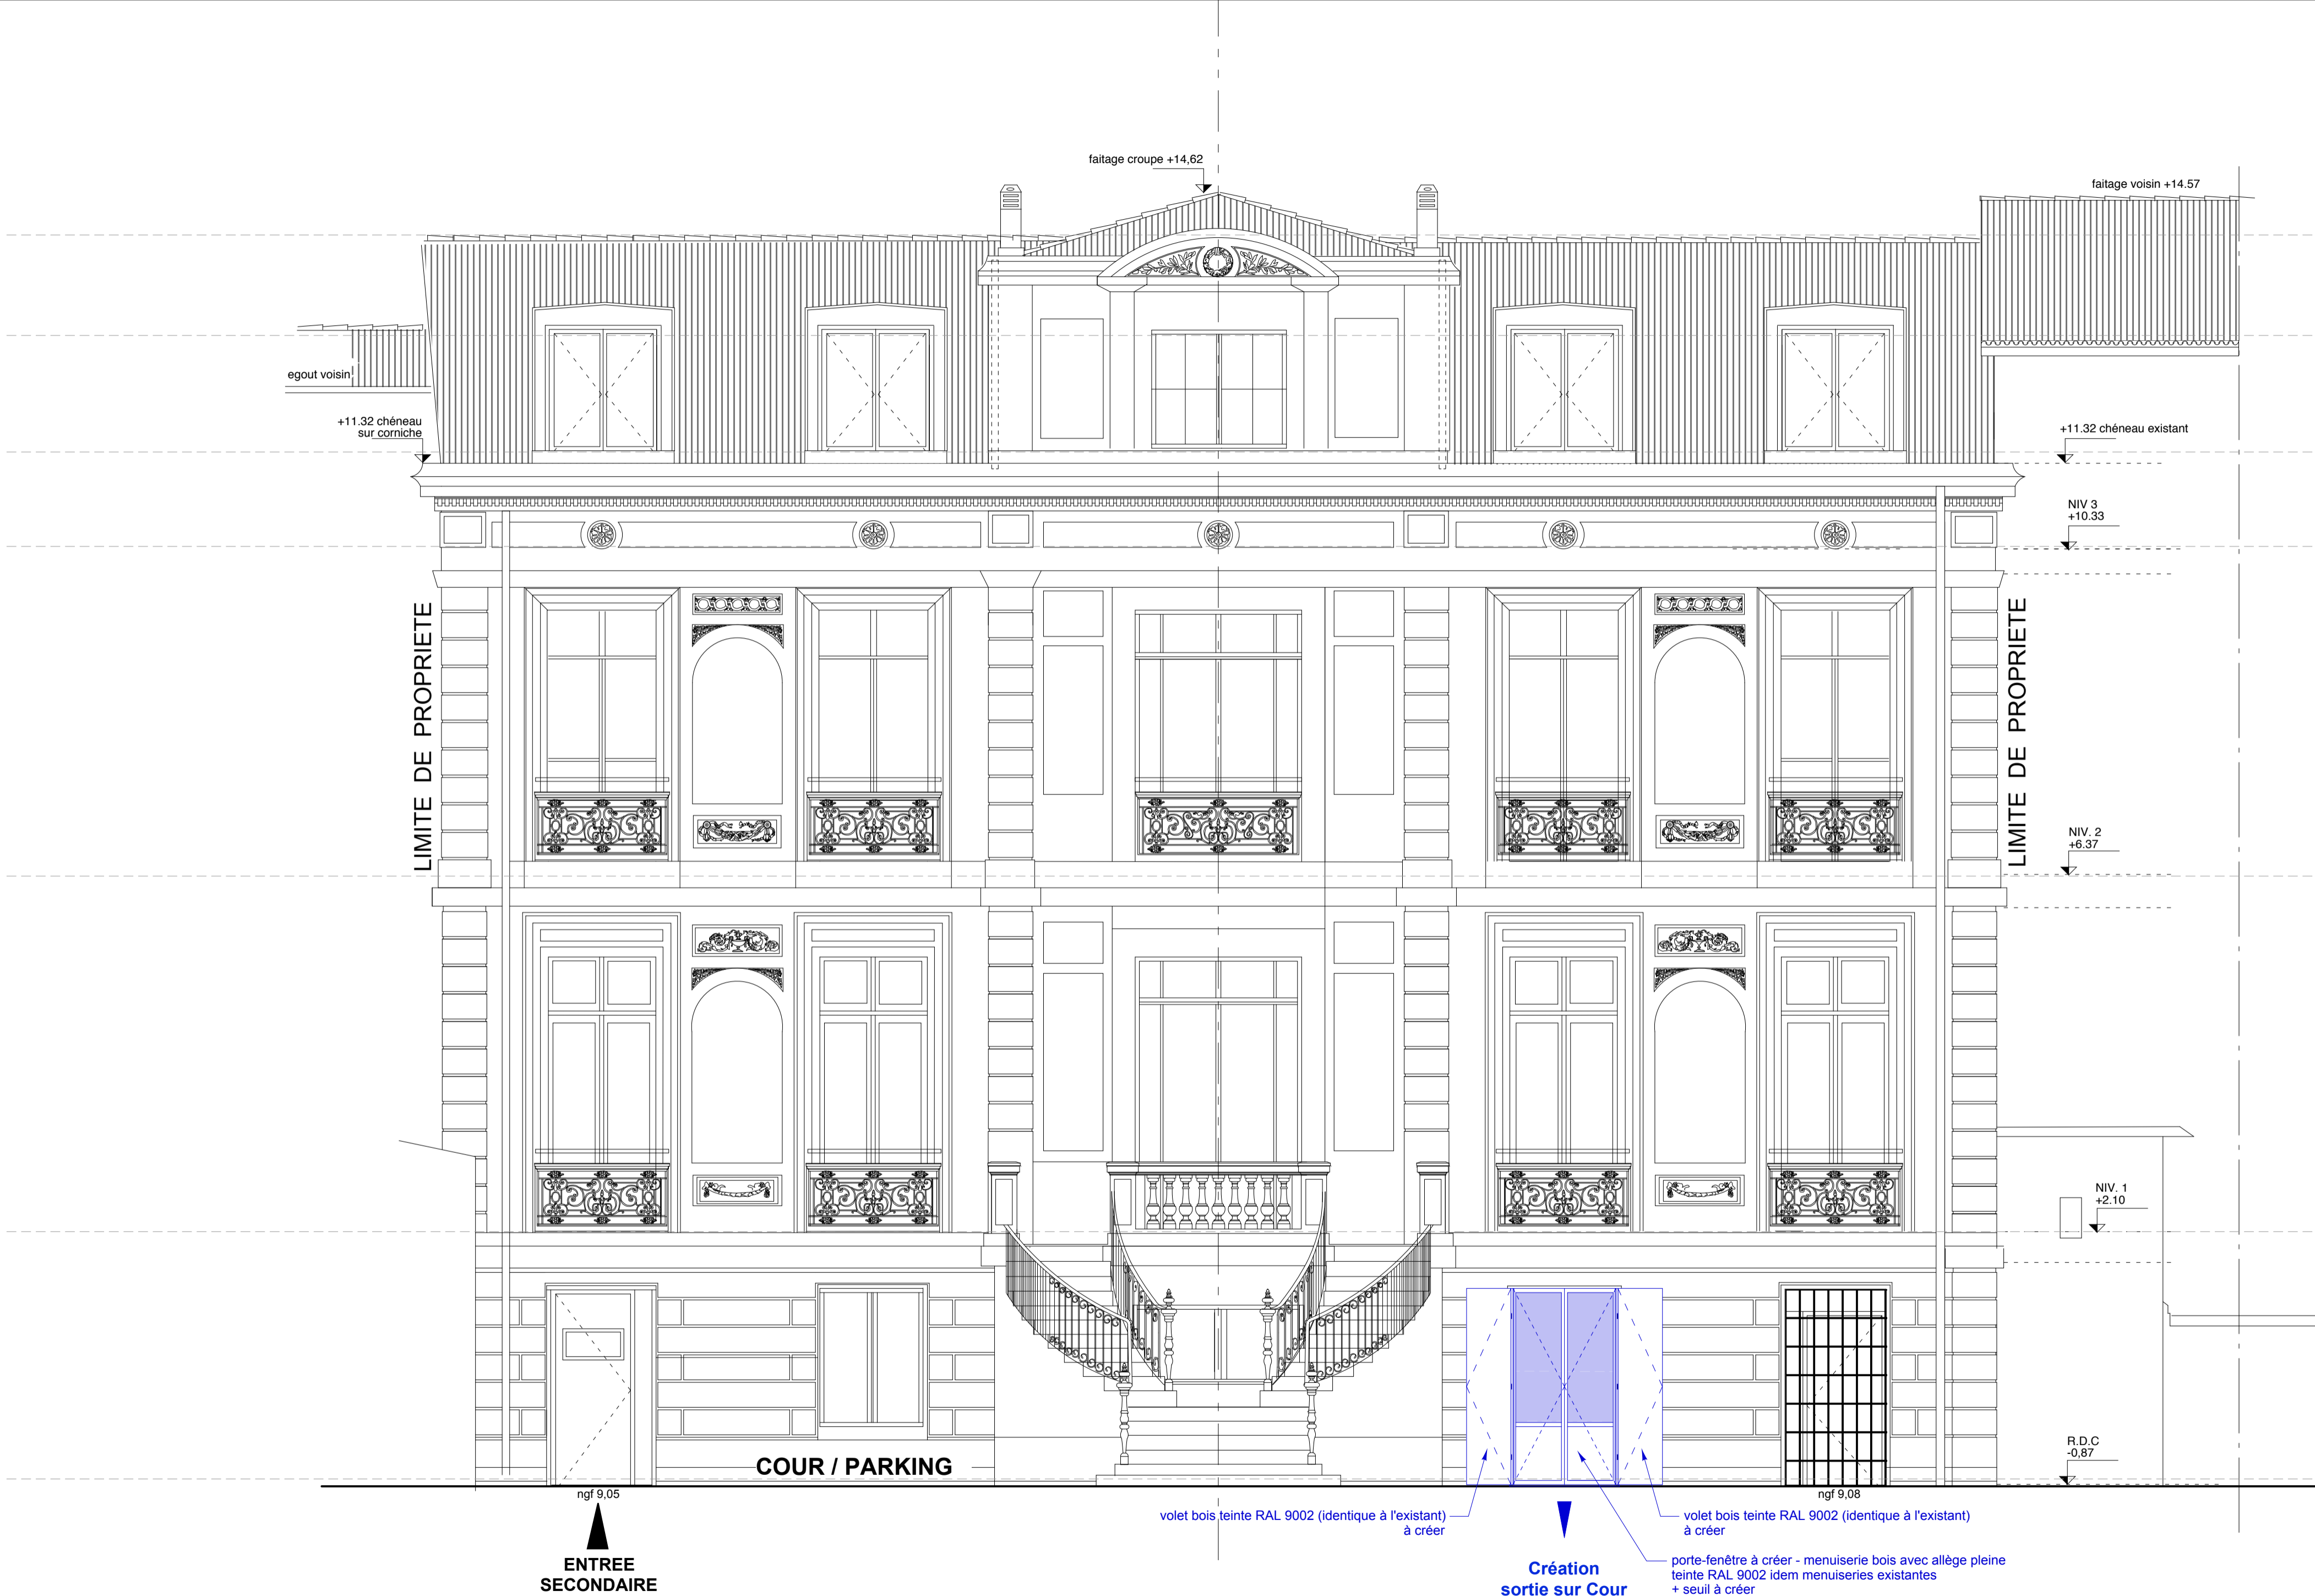 faitage croupe +14,62
faitage voisin +14.57
egout voisin
+11.32 chéneau
sur corniche
+11.32 chéneau existant
NIV 3
+10.33
LIMITE DE PROPRIETE
LIMITE DE PROPRIETE
NIV. 2
+6.37
NIV. 1
+2.10
R.D.C
-0,87
COUR / PARKING
ngf 9,05
ngf 9,08
ENTREE
SECONDAIRE
volet bois teinte RAL 9002 (identique à l'existant)
à créer
volet bois teinte RAL 9002 (identique à l'existant)
à créer
Création
sortie sur Cour
porte-fenêtre à créer - menuiserie bois avec allège pleine
teinte RAL 9002 idem menuiseries existantes
+ seuil à créer